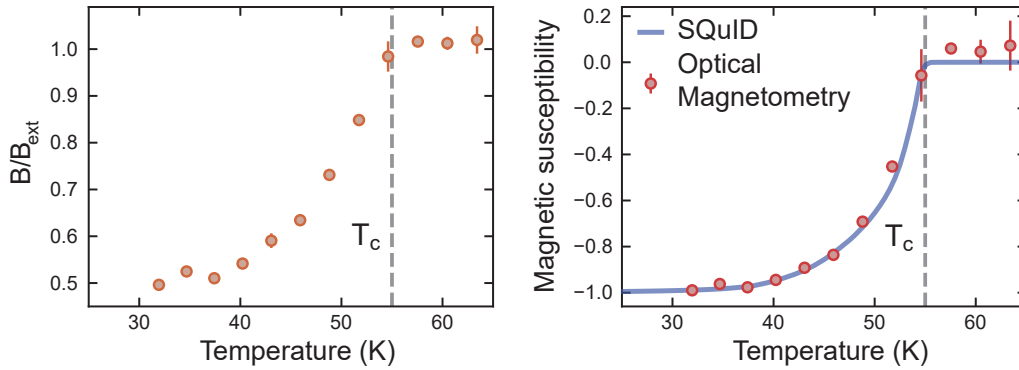 B/B_ext
1.0
0.9
0.8
0.7
0.6
0.5
T_c
30
40
50
60
Temperature (K)
Magnetic susceptibility
0.2
0.0
−0.2
−0.4
−0.6
−0.8
−1.0
SQuID
Optical
Magnetometry
T_c
30
40
50
60
Temperature (K)